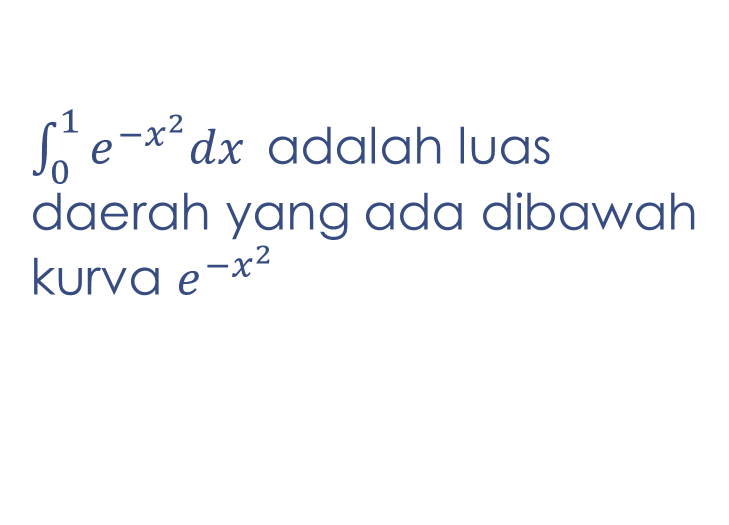 ∫₀¹ e^{-x²} dx adalah luas
daerah yang ada dibawah
kurva e^{-x²}